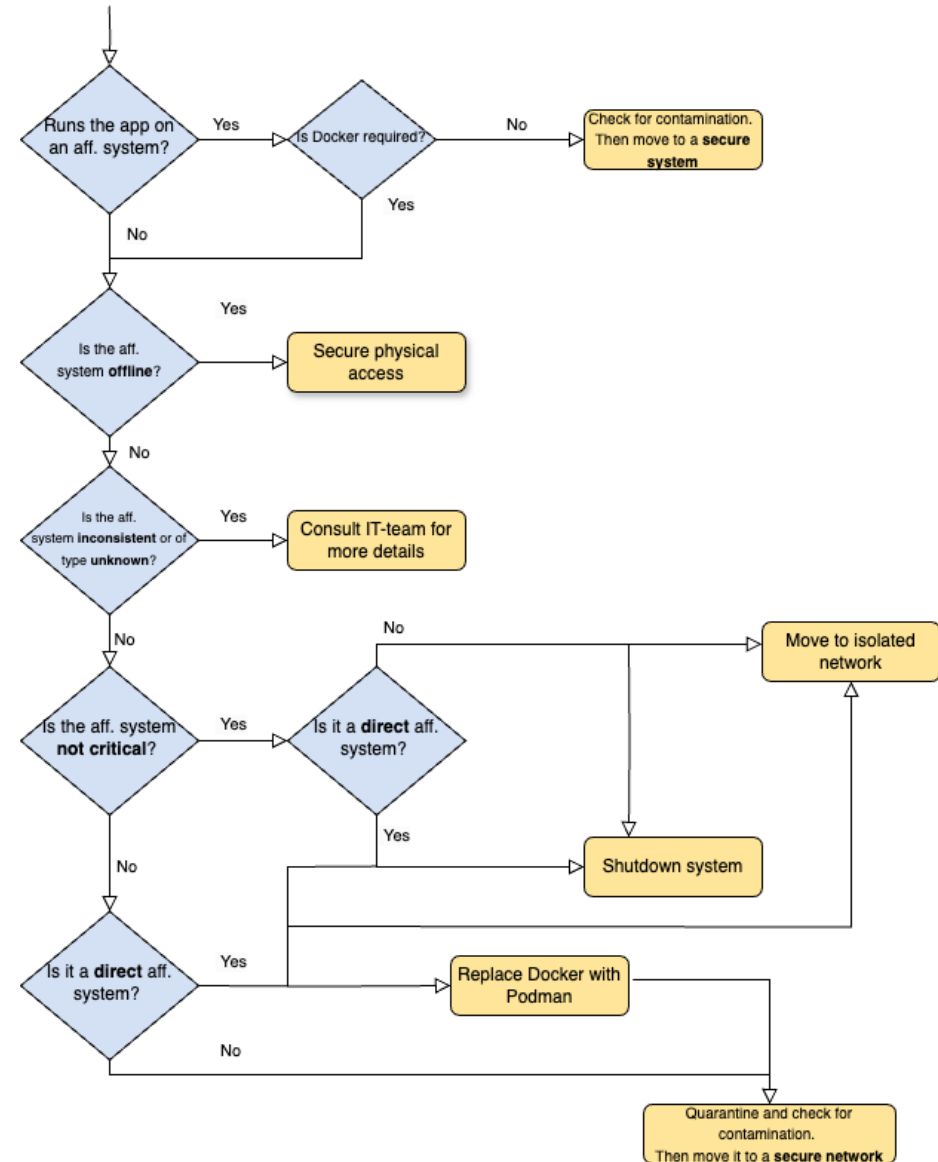 Runs the app on
an aff. system?
Yes
Is Docker required?
No
Check for contamination.
Then move to a secure
system
Yes
No
Yes
Is the aff.
system offline?
Secure physical
access
No
Is the aff.
system inconsistent or of
type unknown?
Yes
Consult IT-team for
more details
No
No
Move to isolated
network
Is the aff. system
not critical?
Yes
Is it a direct aff.
system?
Yes
Shutdown system
No
Is it a direct aff.
system?
Yes
Replace Docker with
Podman
No
Quarantine and check for
contamination.
Then move it to a secure network